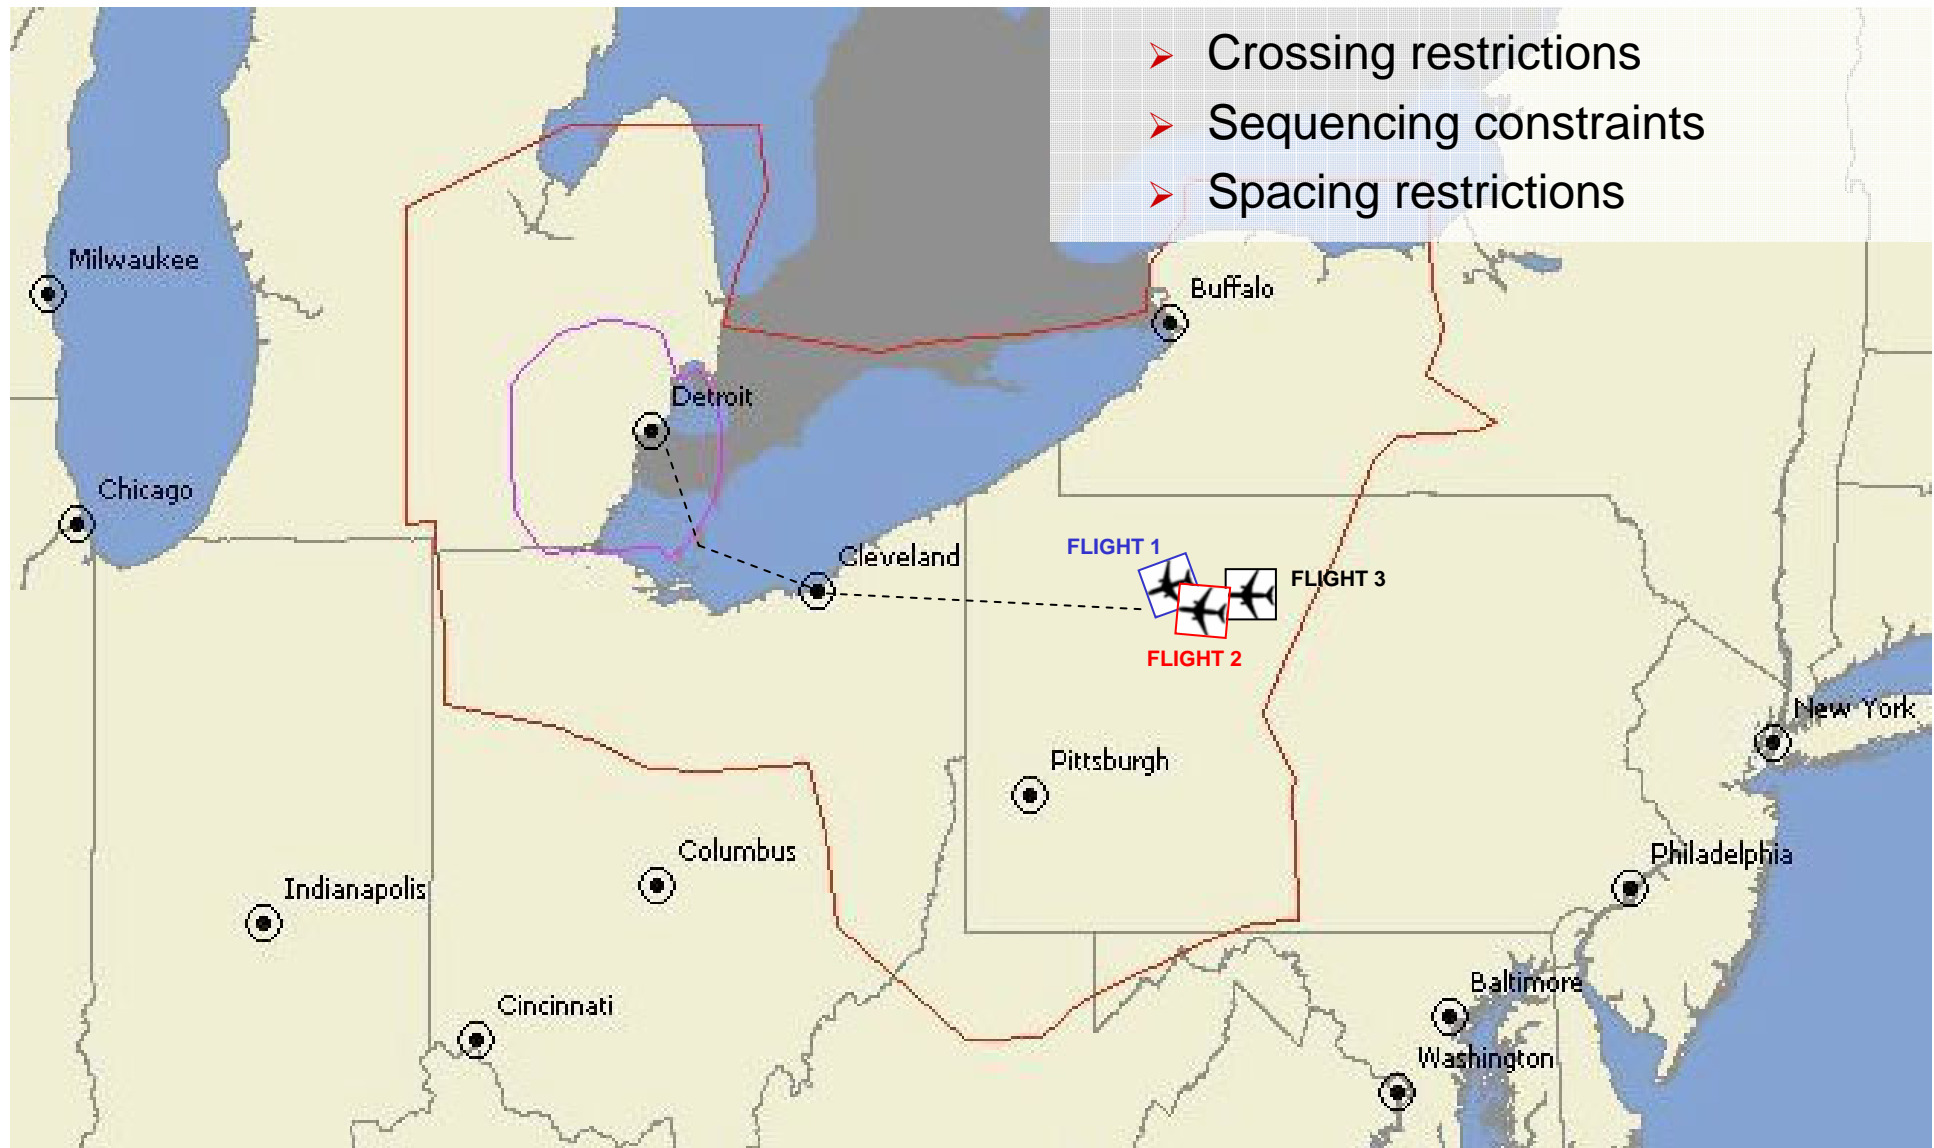 Crossing restrictions
Sequencing constraints
Spacing restrictions
Milwaukee
Buffalo
Detroit
Chicago
Cleveland
FLIGHT 1
FLIGHT 3
FLIGHT 2
New York
Pittsburgh
Columbus
Philadelphia
Indianapolis
Baltimore
Cincinnati
Washington